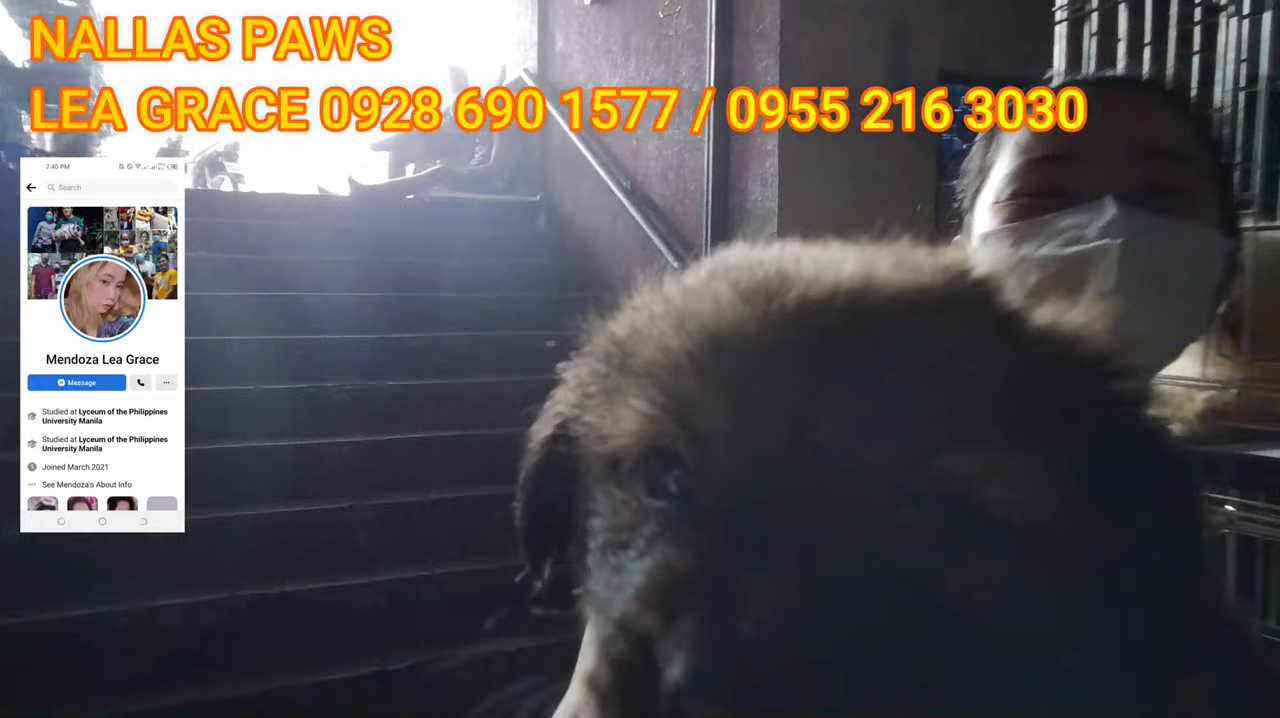 NALLAS PAWS
LEA GRACE 0928 690 1577 / 0955 216 3030
7:40 PM
Search
Mendoza Lea Grace
Message
Studied at Lyceum of the Philippines
University Manila
Studied at Lyceum of the Philippines
University Manila
Joined March 2021
See Mendoza's About Info